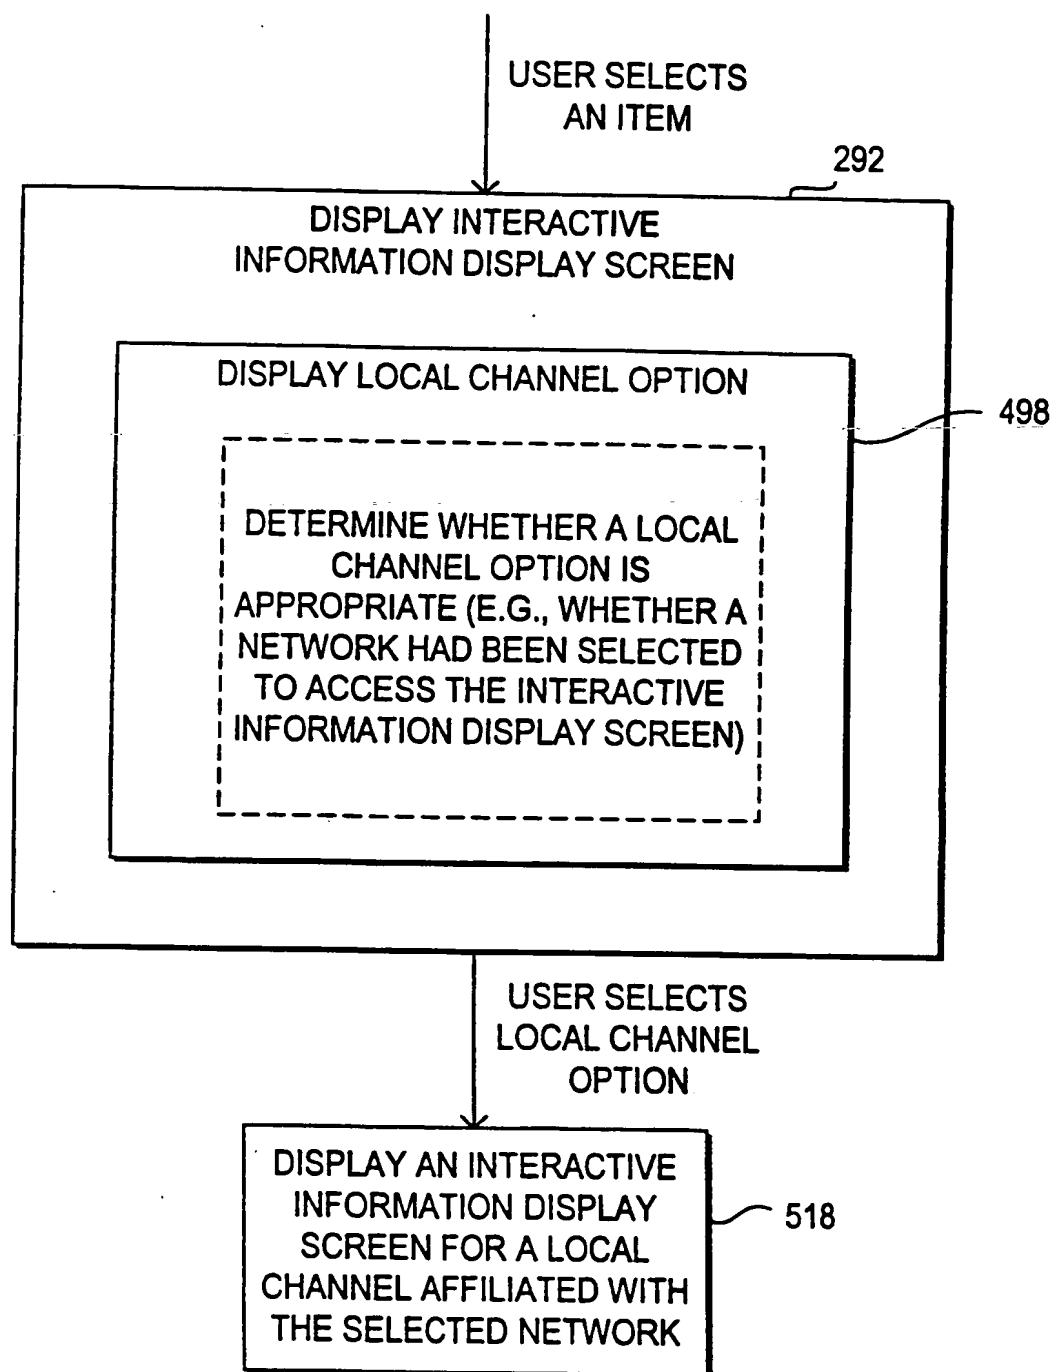 USER SELECTS
AN ITEM
292
DISPLAY INTERACTIVE
INFORMATION DISPLAY SCREEN
DISPLAY LOCAL CHANNEL OPTION
498
DETERMINE WHETHER A LOCAL
CHANNEL OPTION IS
APPROPRIATE (E.G., WHETHER A
NETWORK HAD BEEN SELECTED
TO ACCESS THE INTERACTIVE
INFORMATION DISPLAY SCREEN)
USER SELECTS
LOCAL CHANNEL
OPTION
DISPLAY AN INTERACTIVE
INFORMATION DISPLAY
SCREEN FOR A LOCAL
CHANNEL AFFILIATED WITH
THE SELECTED NETWORK
518